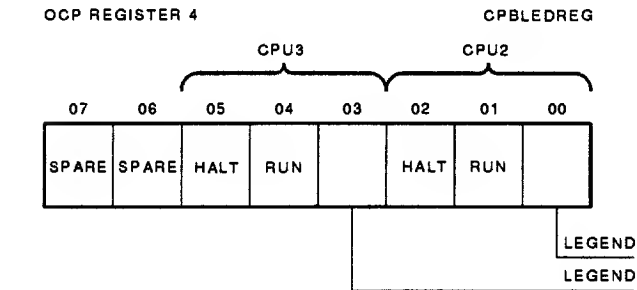 OCP REGISTER 4 CPBLEDREG
CPU3 CPU2
07 06 05 04 03 02 01 00
SPARE SPARE HALT RUN HALT RUN
LEGEND
LEGEND